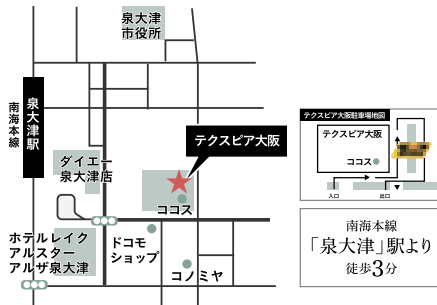 泉大津
市役所
南海本線
泉大津駅
テクスピア大阪
ダイエー
泉大津店
ココス
ホテルレイク
アルスター
アルザ泉大津
ドコモ
ショップ
コノミヤ
テクスピア大阪駐車場地図
テクスピア大阪
ココス
入口
出口
南海本線
「泉大津」駅より
徒歩3分